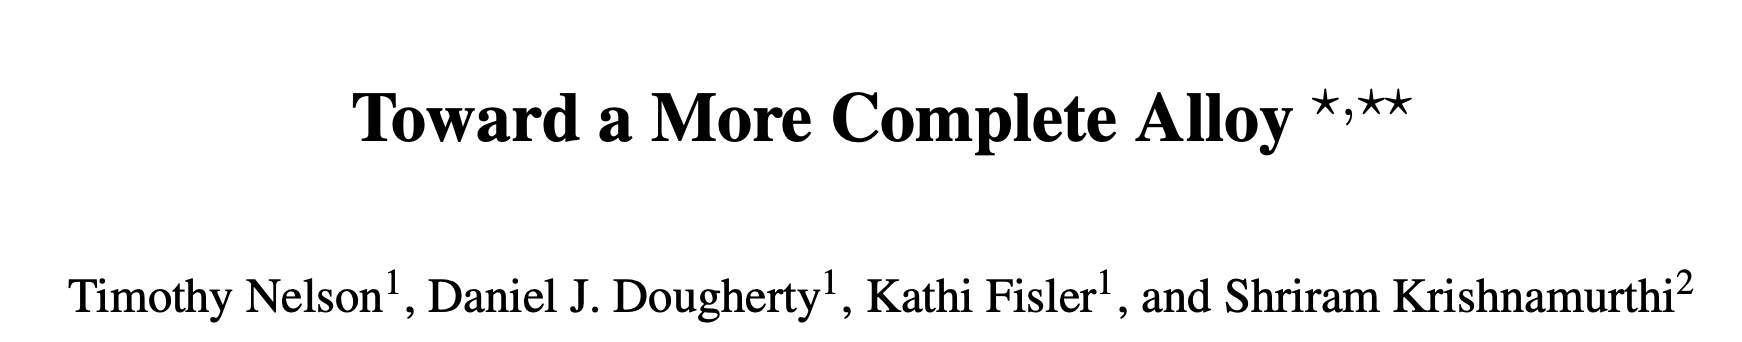 Toward a More Complete Alloy ⋆,⋆⋆
Timothy Nelson¹, Daniel J. Dougherty¹, Kathi Fisler¹, and Shriram Krishnamurthi²